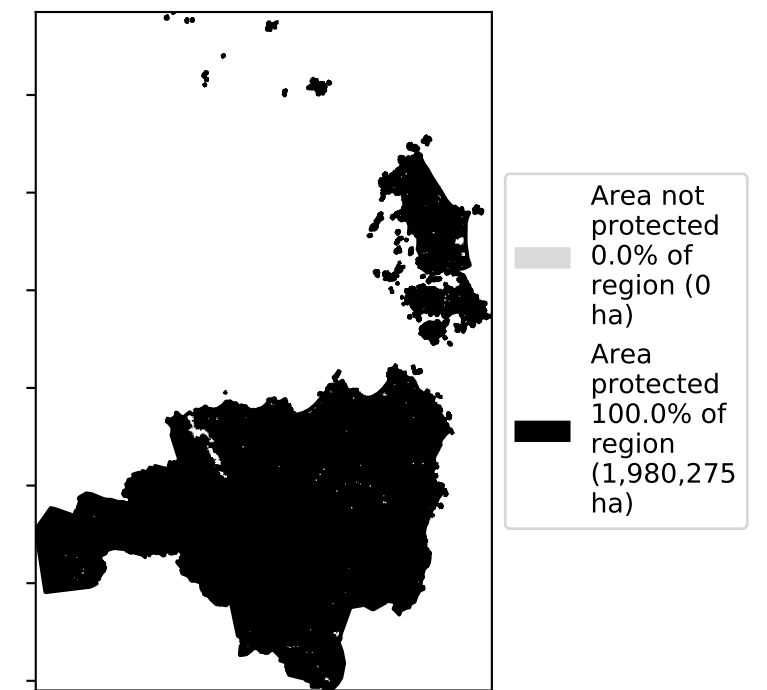 Area not
protected
0.0% of
region (0
ha)
Area
protected
100.0% of
region
(1,980,275
ha)